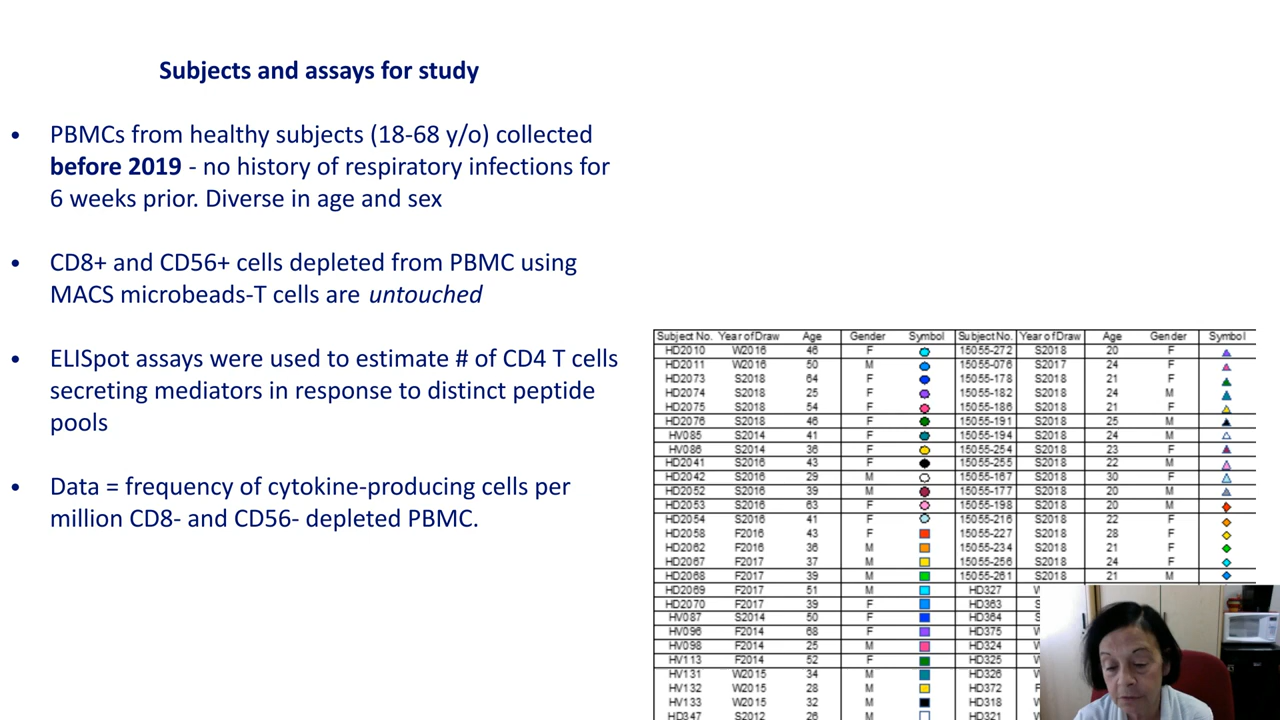 Subjects and assays for study
• PBMCs from healthy subjects (18-68 y/o) collected
before 2019 - no history of respiratory infections for
6 weeks prior. Diverse in age and sex
• CD8+ and CD56+ cells depleted from PBMC using
MACS microbeads-T cells are untouched
• ELISpot assays were used to estimate # of CD4 T cells
secreting mediators in response to distinct peptide
pools
• Data = frequency of cytokine-producing cells per
million CD8- and CD56- depleted PBMC.
Subject No. Year of Draw Age Gender Symbol Subject No. Year of Draw Age Gender Symbol
HD2010 W2016 46 F 15055-272 S2018 20 F
HD2011 W2016 50 M 15055-076 S2017 24 F
HD2073 S2018 64 F 15055-178 S2018 21 F
HD2074 S2018 25 F 15055-182 S2018 24 M
HD2075 S2018 54 F 15055-186 S2018 21 F
HD2076 S2018 46 F 15055-191 S2018 25 M
HV085 S2014 41 F 15055-194 S2018 24 M
HV086 S2014 36 F 15055-254 S2018 23 F
HD2041 S2016 43 F 15055-255 S2018 22 M
HD2042 S2016 29 M 15055-167 S2018 30 F
HD2052 S2016 39 M 15055-177 S2018 20 M
HD2053 S2016 63 F 15055-198 S2018 20 M
HD2054 S2016 41 F 15055-216 S2018 22 F
HD2058 F2016 43 F 15055-227 S2018 28 F
HD2062 F2016 36 M 15055-234 S2018 21 F
HD2067 F2017 37 M 15055-256 S2018 24 F
HD2068 F2017 39 M 15055-261 S2018 21 M
HD2069 F2017 51 M HD327
HD2070 F2017 39 F HD363
HV087 S2014 50 F HD364
HV096 F2014 68 F HD375
HV098 F2014 25 M HD324
HV113 F2014 52 F HD325
HV131 W2015 34 M HD326
HV132 W2015 28 M HD372
HV133 W2015 32 M HD318
HD347 S2012 26 M HD321